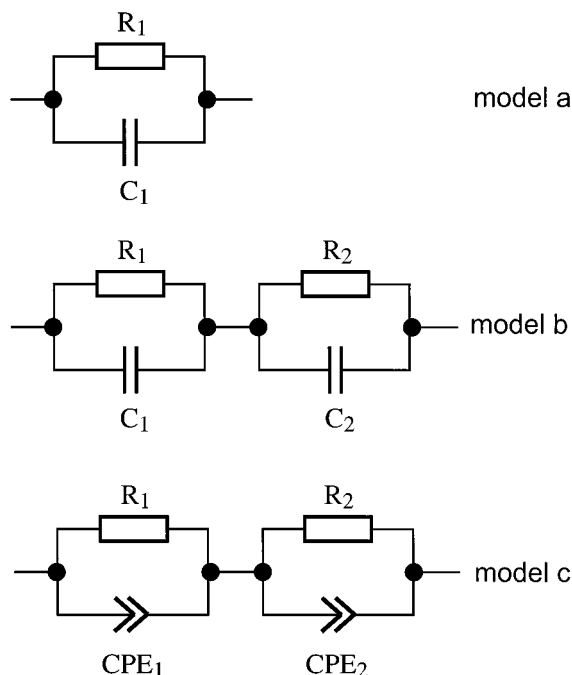 R1
model a
C1
R1 R2
model b
C1 C2
R1 R2
model c
CPE1 CPE2